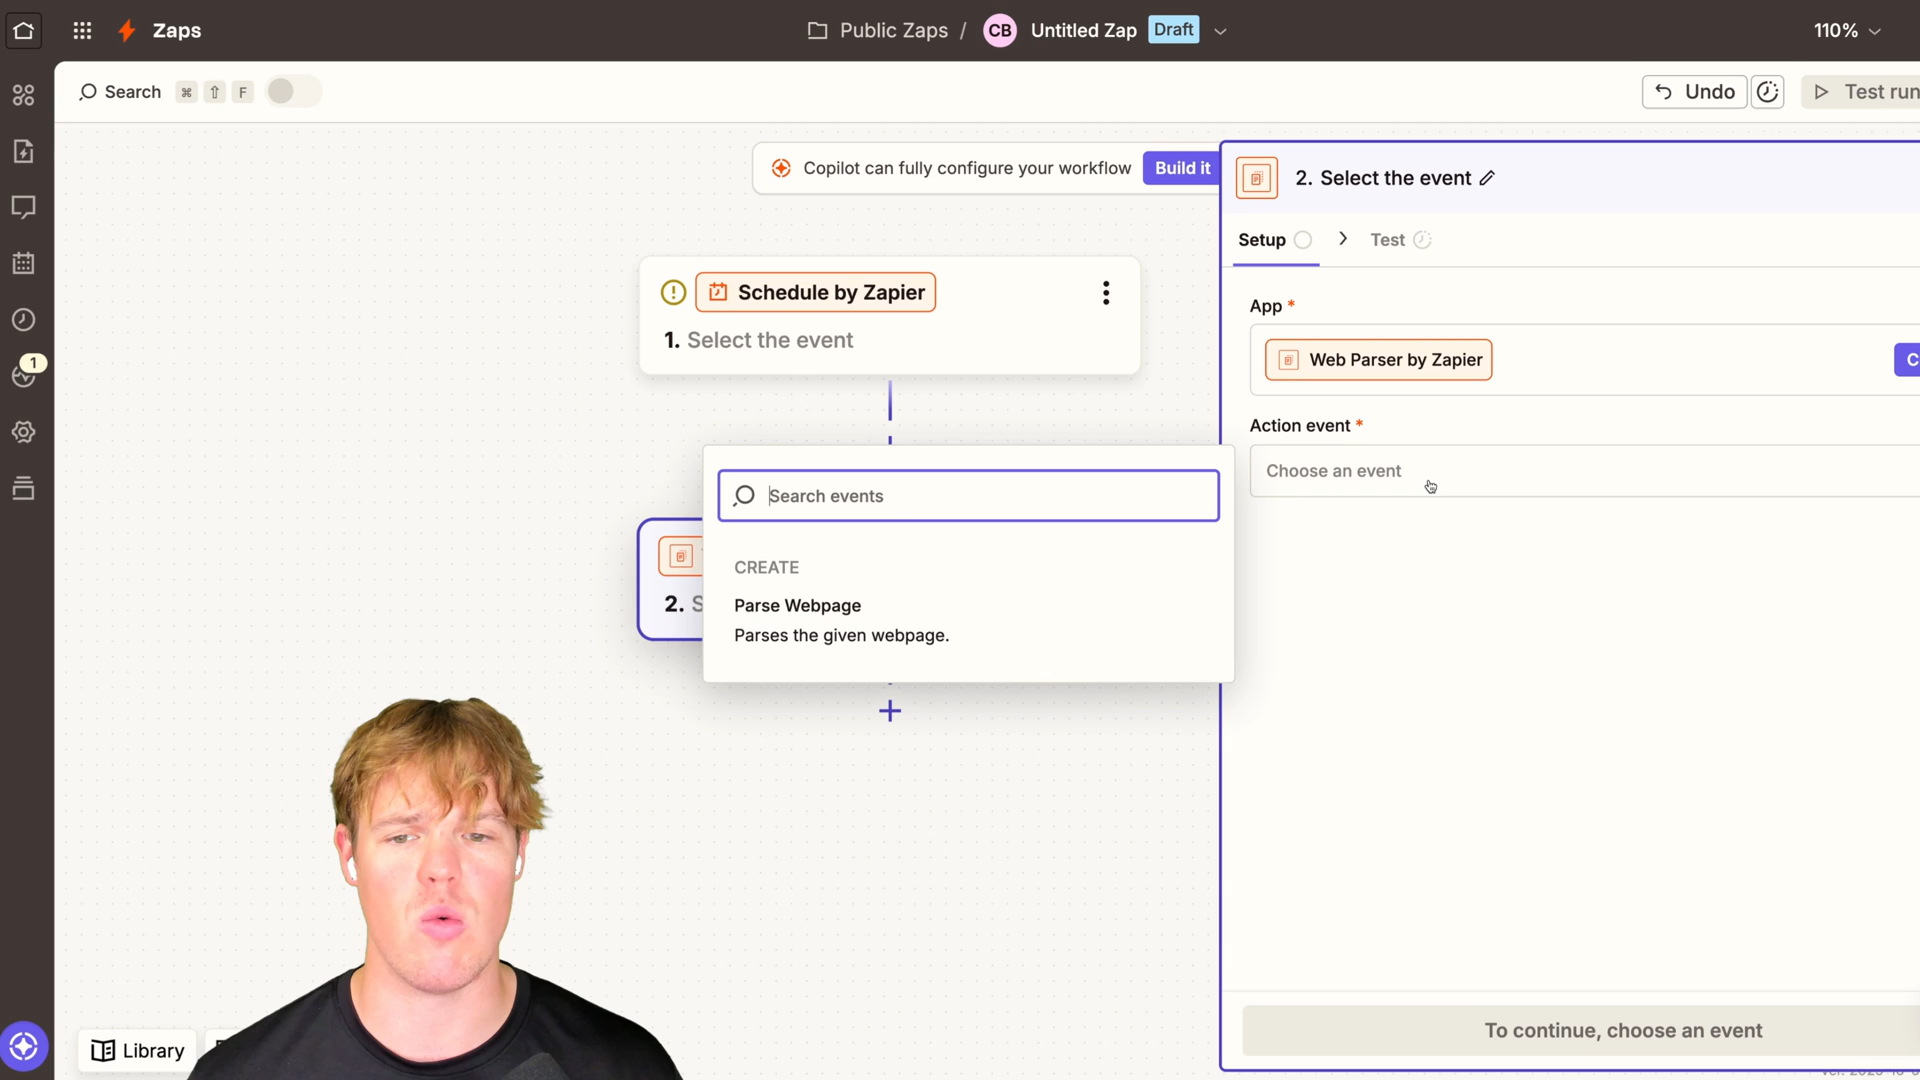 Zaps
Public Zaps / CB Untitled Zap Draft
110%
Search ⌘ ⇧ F
Undo
Test run
Copilot can fully configure your workflow Build it
2. Select the event
Setup
Test
Schedule by Zapier
1. Select the event
App *
Web Parser by Zapier
C
Action event *
Choose an event
1
Search events
CREATE
Parse Webpage
Parses the given webpage.
2. S
Library
To continue, choose an event